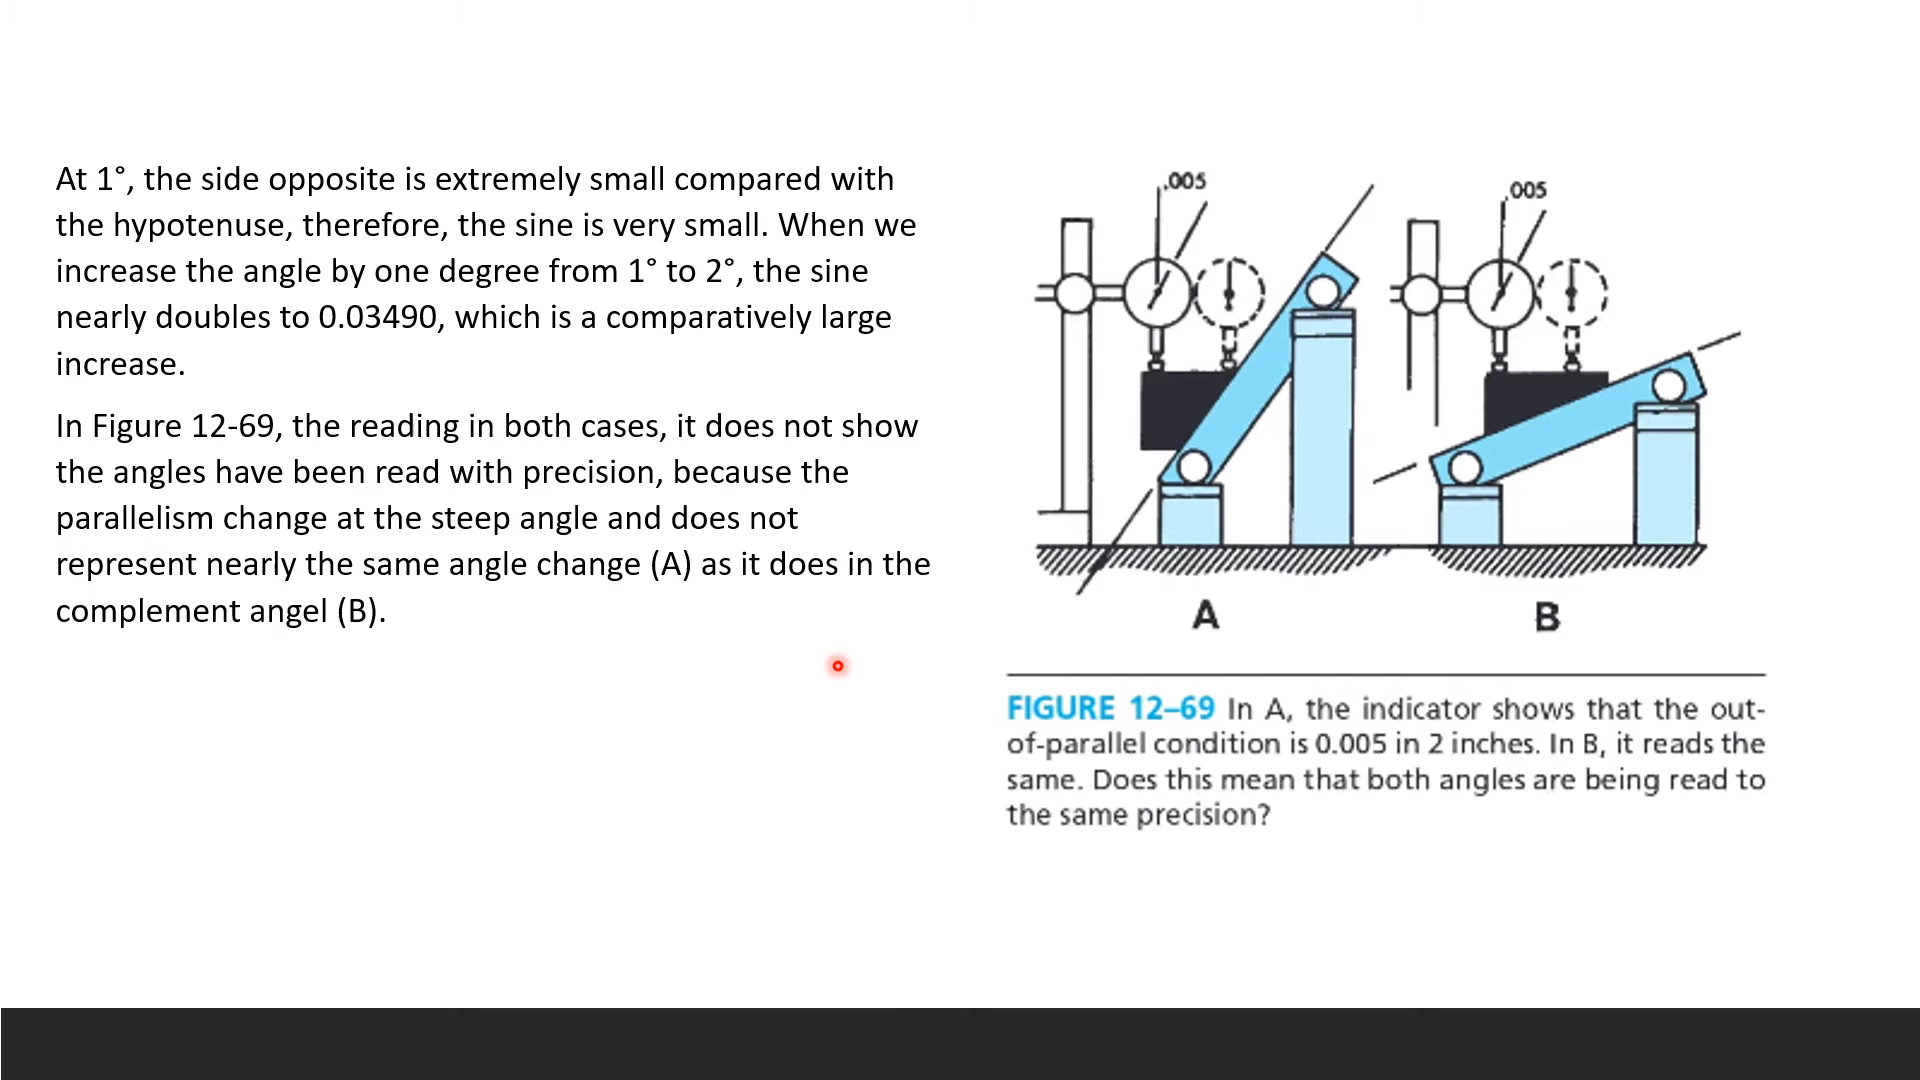 At 1°, the side opposite is extremely small compared with
the hypotenuse, therefore, the sine is very small. When we
increase the angle by one degree from 1° to 2°, the sine
nearly doubles to 0.03490, which is a comparatively large
increase.
In Figure 12-69, the reading in both cases, it does not show
the angles have been read with precision, because the
parallelism change at the steep angle and does not
represent nearly the same angle change (A) as it does in the
complement angel (B).
.005
.005
A
B
FIGURE 12–69 In A, the indicator shows that the out-
of-parallel condition is 0.005 in 2 inches. In B, it reads the
same. Does this mean that both angles are being read to
the same precision?